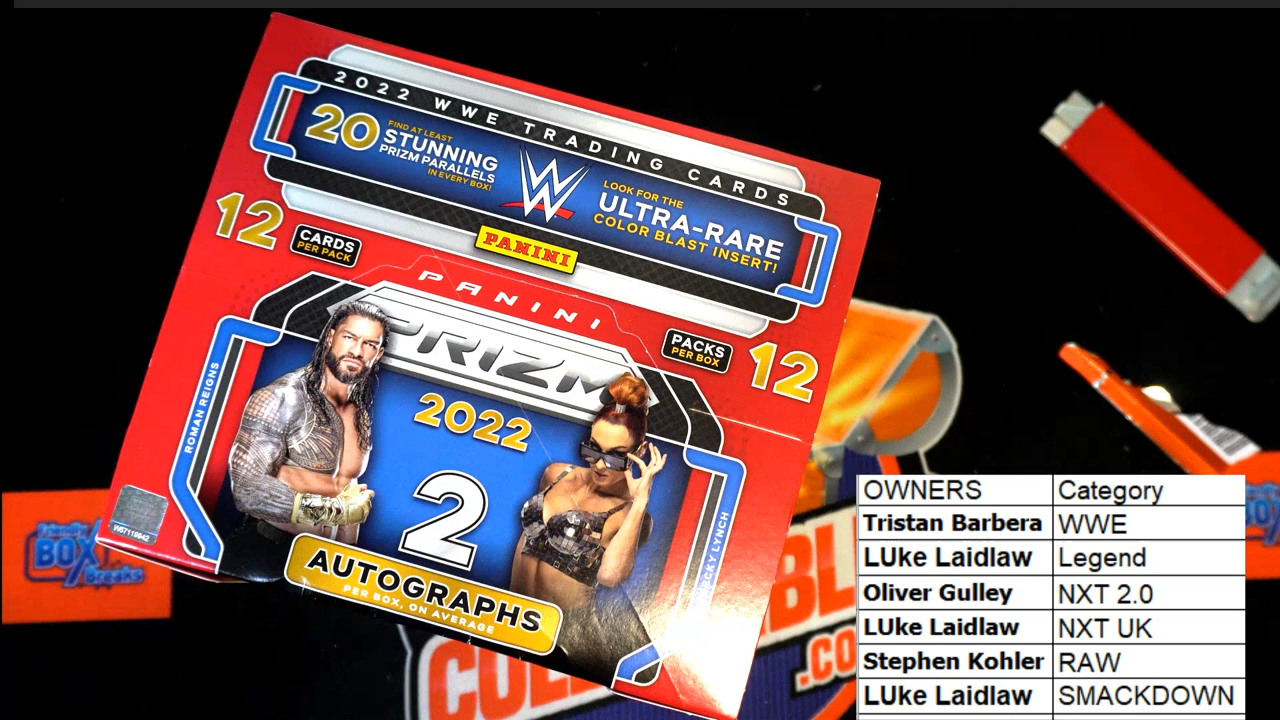 2022 WWE TRADING CARDS
20
FIND AT LEAST
STUNNING
PRIZM PARALLELS
IN EVERY BOX!
W
LOOK FOR THE
ULTRA-RARE
COLOR BLAST INSERT!
12
CARDS
PER PACK
PANINI
PANINI
PRIZM
PACKS
PER BOX
12
2022
2
ROMAN REIGNS
BECKY LYNCH
AUTOGRAPHS
PER BOX, ON AVERAGE
BOX
Breaks
OWNERS Category
Tristan Barbera WWE
LUke Laidlaw Legend
Oliver Gulley NXT 2.0
LUke Laidlaw NXT UK
Stephen Kohler RAW
LUke Laidlaw SMACKDOWN